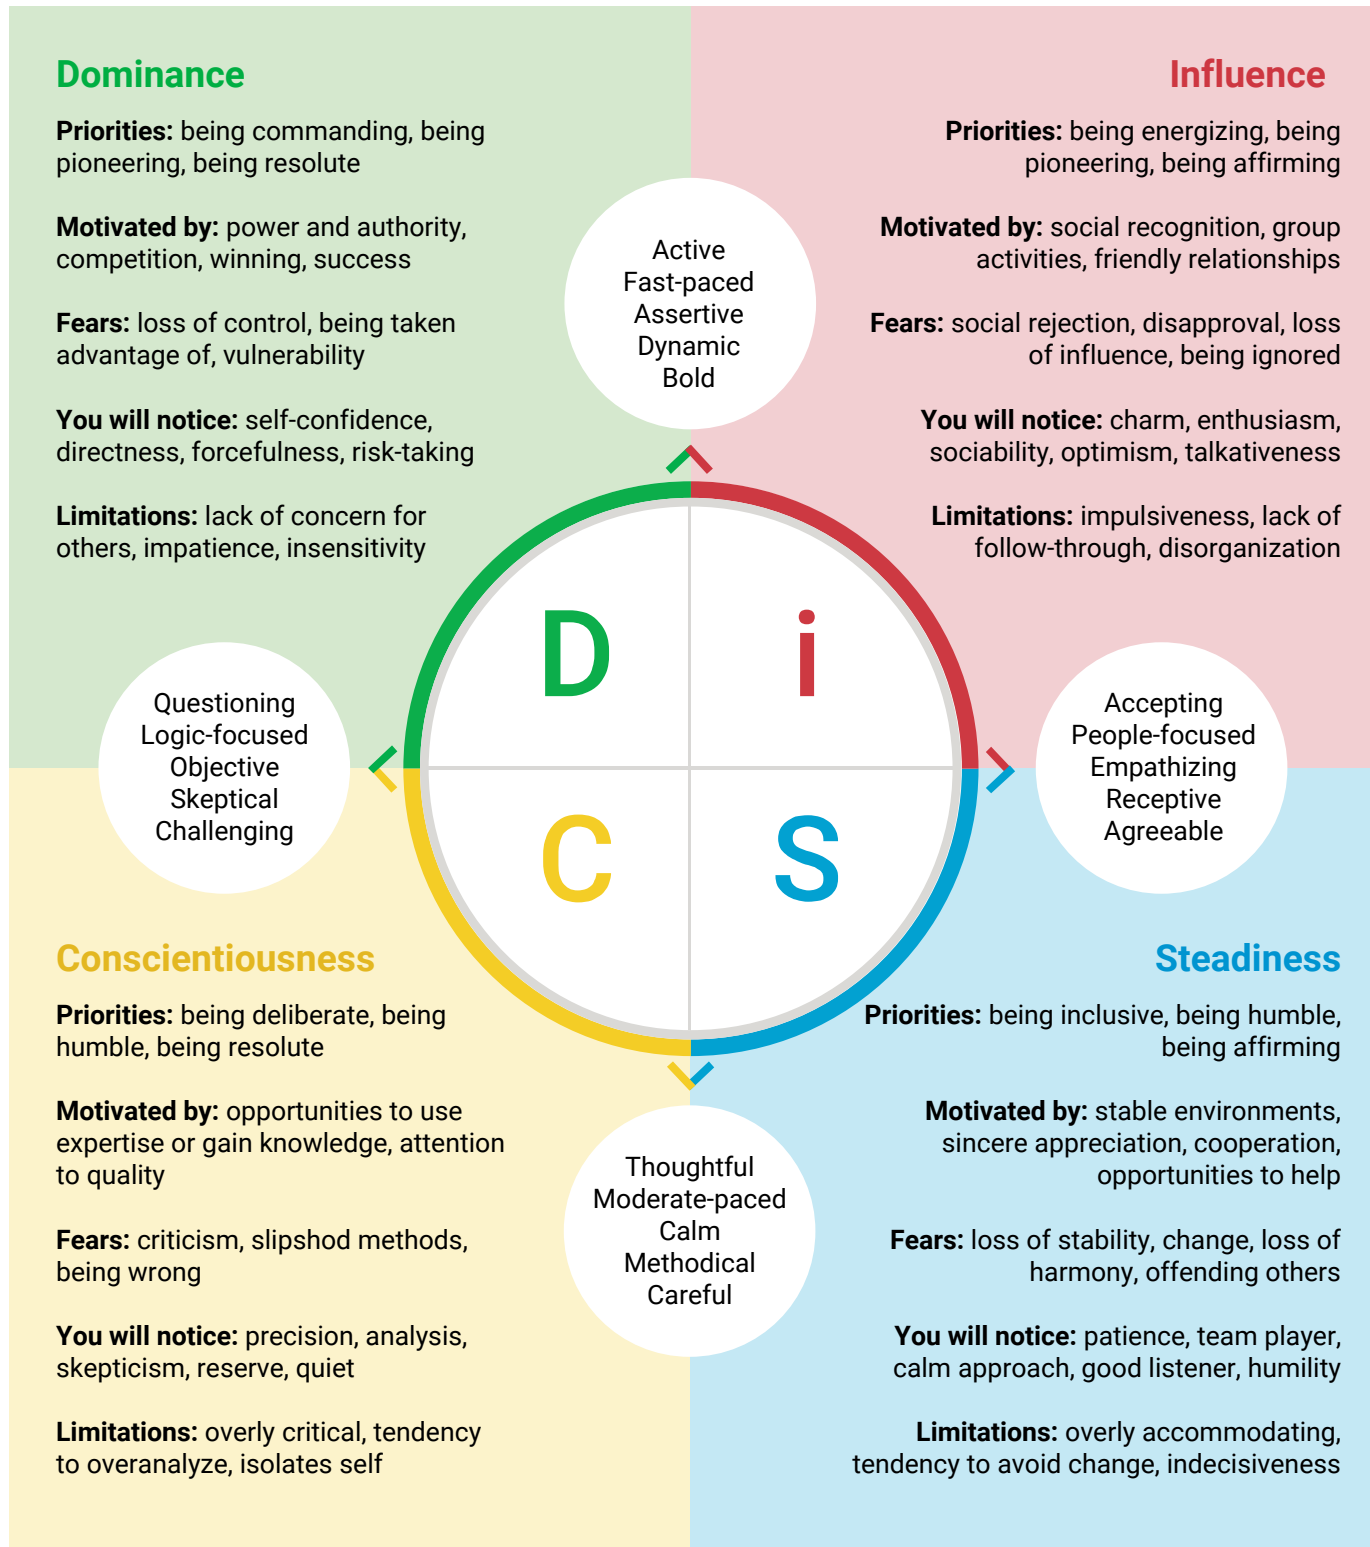 Dominance
Priorities: being commanding, being
pioneering, being resolute
Motivated by: power and authority,
competition, winning, success
Fears: loss of control, being taken
advantage of, vulnerability
You will notice: self-confidence,
directness, forcefulness, risk-taking
Limitations: lack of concern for
others, impatience, insensitivity
Influence
Priorities: being energizing, being
pioneering, being affirming
Motivated by: social recognition, group
activities, friendly relationships
Fears: social rejection, disapproval, loss
of influence, being ignored
You will notice: charm, enthusiasm,
sociability, optimism, talkativeness
Limitations: impulsiveness, lack of
follow-through, disorganization
Active
Fast-paced
Assertive
Dynamic
Bold
D
i
Questioning
Logic-focused
Objective
Skeptical
Challenging
Accepting
People-focused
Empathizing
Receptive
Agreeable
C
S
Conscientiousness
Priorities: being deliberate, being
humble, being resolute
Motivated by: opportunities to use
expertise or gain knowledge, attention
to quality
Fears: criticism, slipshod methods,
being wrong
You will notice: precision, analysis,
skepticism, reserve, quiet
Limitations: overly critical, tendency
to overanalyze, isolates self
Thoughtful
Moderate-paced
Calm
Methodical
Careful
Steadiness
Priorities: being inclusive, being humble,
being affirming
Motivated by: stable environments,
sincere appreciation, cooperation,
opportunities to help
Fears: loss of stability, change, loss of
harmony, offending others
You will notice: patience, team player,
calm approach, good listener, humility
Limitations: overly accommodating,
tendency to avoid change, indecisiveness